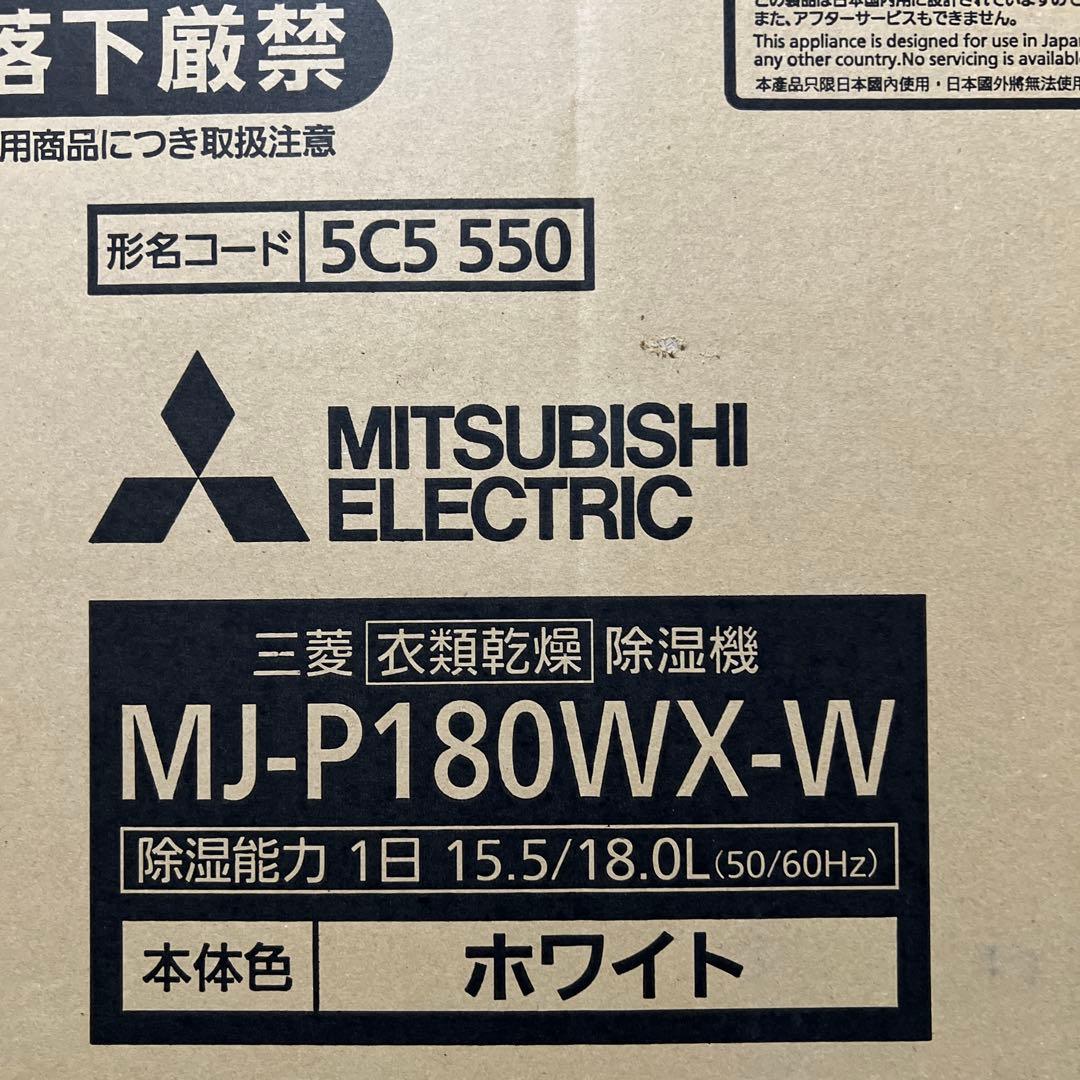 落下厳禁
用商品につき取扱注意
また、アフターサービスもできません。
This appliance is designed for use in Japa
any other country.No servicing is availabl
本產品只限日本國內使用・日本國外將無法使用
形名コード 5C5 550
MITSUBISHI
ELECTRIC
三菱 衣類乾燥 除湿機
MJ-P180WX-W
除湿能力 1日 15.5/18.0L(50/60Hz)
本体色 ホワイト